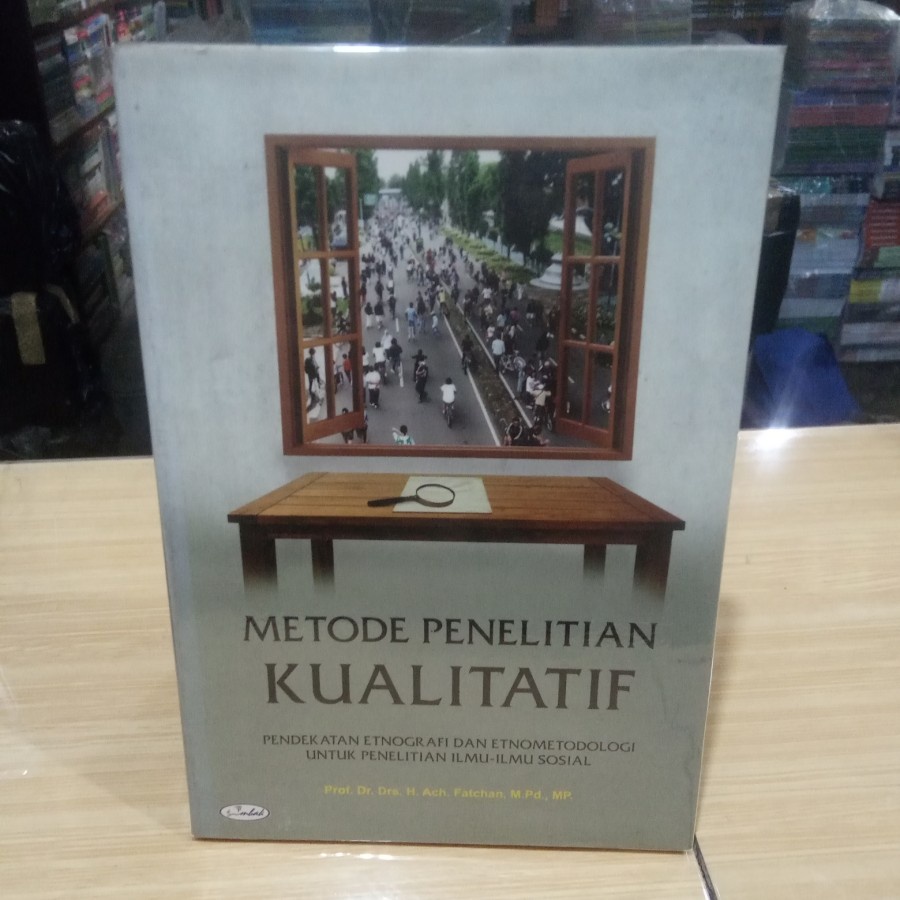 METODE PENELITIAN
KUALITATIF
PENDEKATAN ETNOGRAFI DAN ETNOMETODOLOGI
UNTUK PENELITIAN ILMU-ILMU SOSIAL
Prof. Dr. Drs. H. Ach. Fatchan, M.Pd., MP.